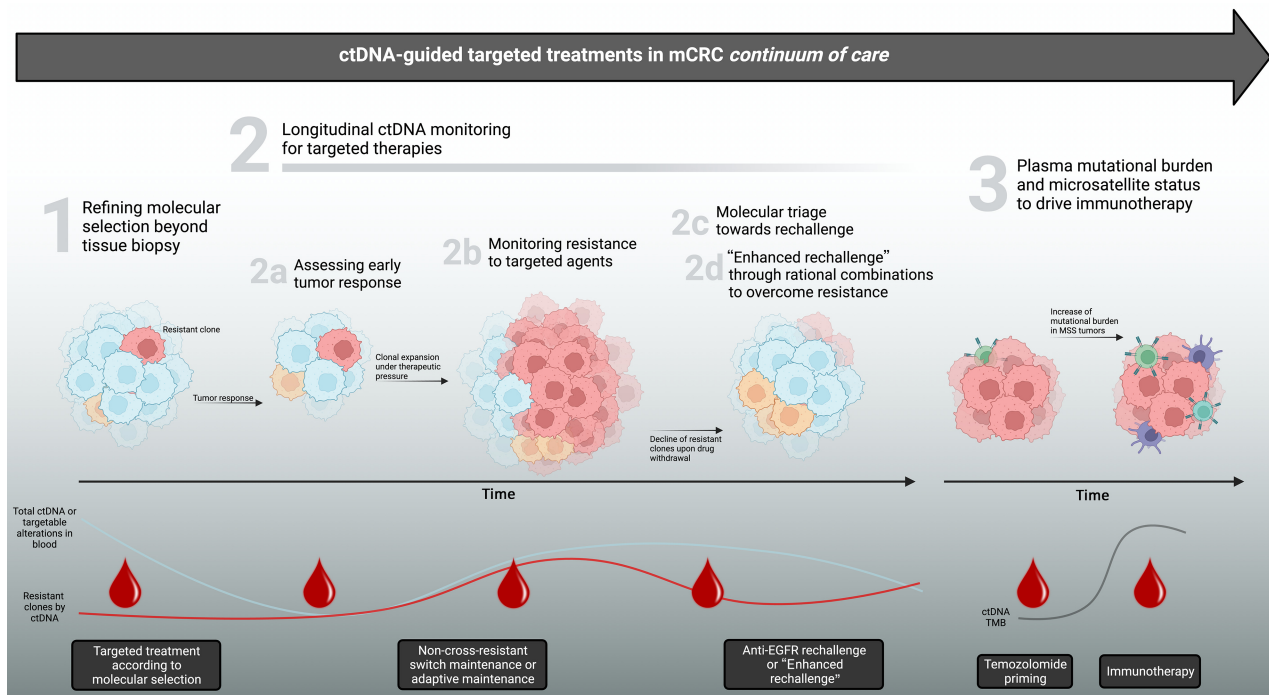 ctDNA-guided targeted treatments in mCRC continuum of care
1
Refining molecular
selection beyond
tissue biopsy
2
Longitudinal ctDNA monitoring
for targeted therapies
2a
Assessing early
tumor response
2b
Monitoring resistance
to targeted agents
2c
Molecular triage
towards rechallenge
2d
“Enhanced rechallenge”
through rational combinations
to overcome resistance
3
Plasma mutational burden
and microsatellite status
to drive immunotherapy
Resistant clone
Tumor response
Clonal expansion
under therapeutic
pressure
Decline of resistant
clones upon drug
withdrawal
Increase of
mutational burden
in MSS tumors
Time
Time
Total ctDNA or
targetable
alterations in
blood
Resistant
clones by
ctDNA
ctDNA
TMB
Targeted treatment
according to
molecular selection
Non-cross-resistant
switch maintenance or
adaptive maintenance
Anti-EGFR rechallenge
or “Enhanced
rechallenge”
Temozolomide
priming
Immunotherapy